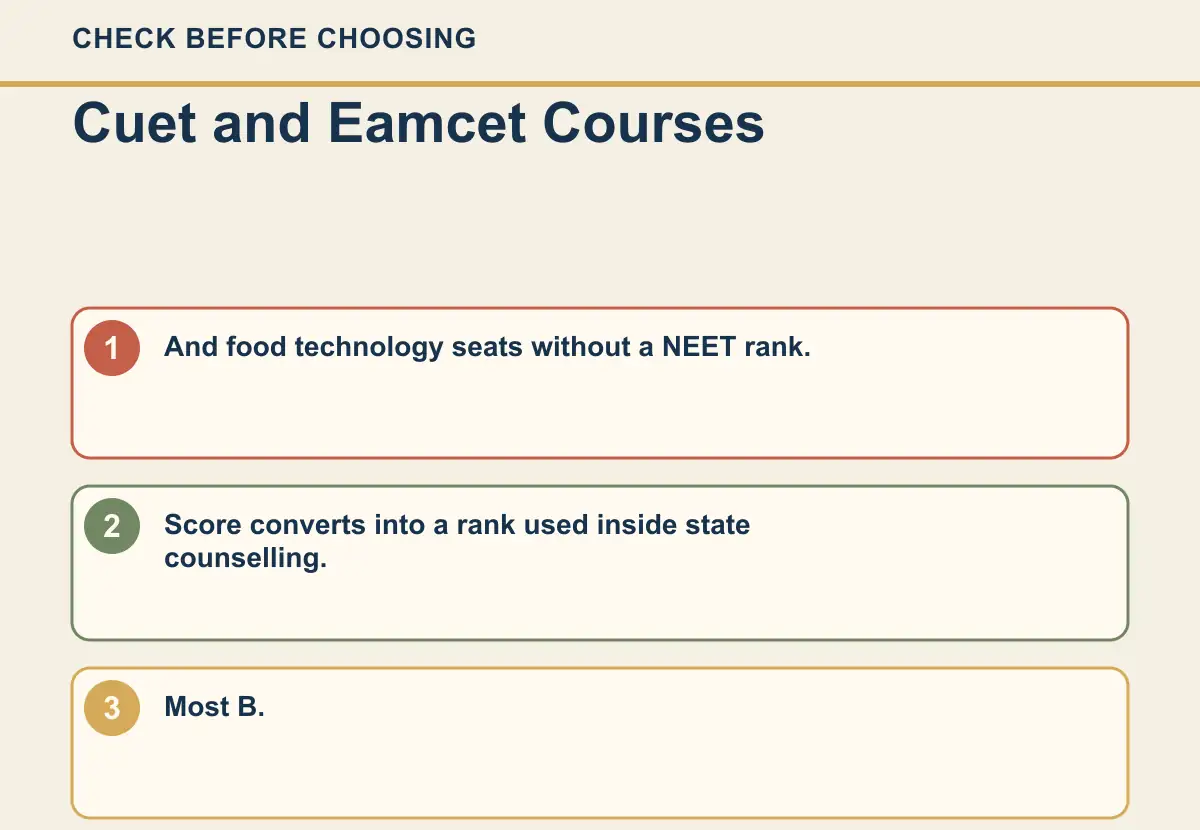 CHECK BEFORE CHOOSING
Cuet and Eamcet Courses
1
And food technology seats without a NEET rank.
2
Score converts into a rank used inside state
counselling.
3
Most B.